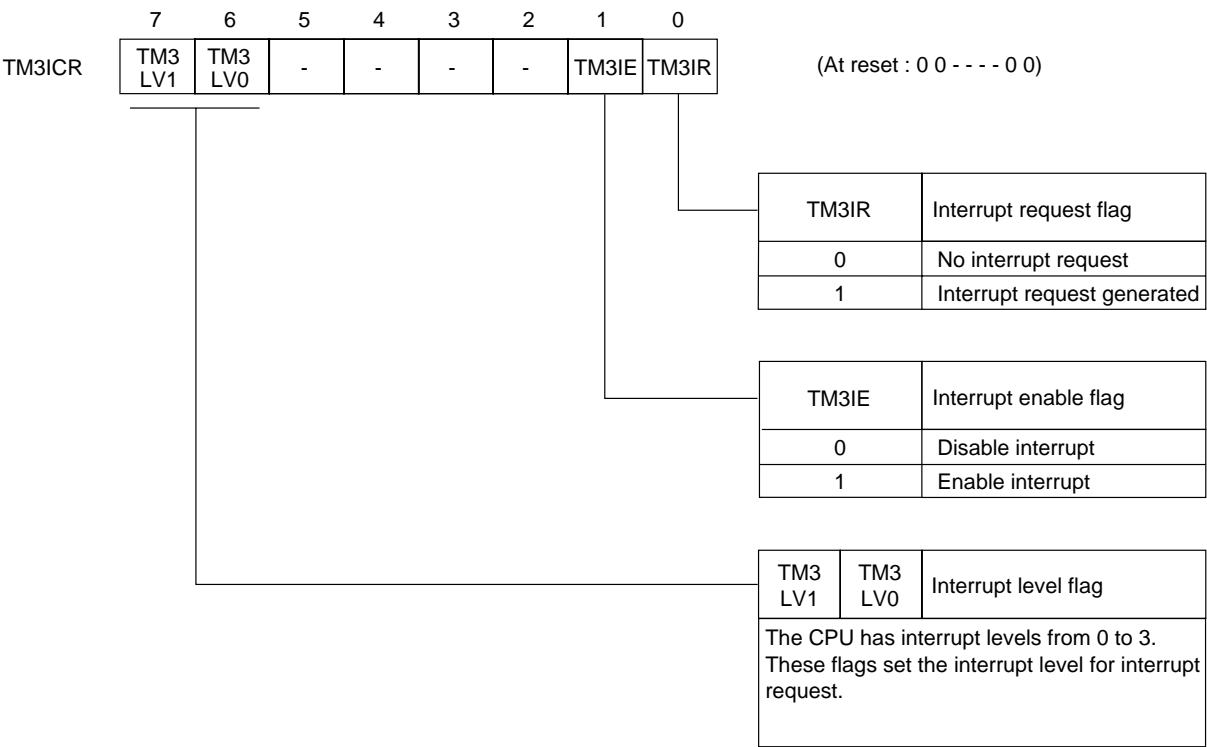 7 6 5 4 3 2 1 0
TM3ICR TM3 LV1 TM3 LV0 - - - - TM3IE TM3IR (At reset : 0 0 - - - - 0 0)
TM3IR Interrupt request flag
0 No interrupt request
1 Interrupt request generated
TM3IE Interrupt enable flag
0 Disable interrupt
1 Enable interrupt
TM3 LV1 TM3 LV0 Interrupt level flag
The CPU has interrupt levels from 0 to 3.
These flags set the interrupt level for interrupt
request.